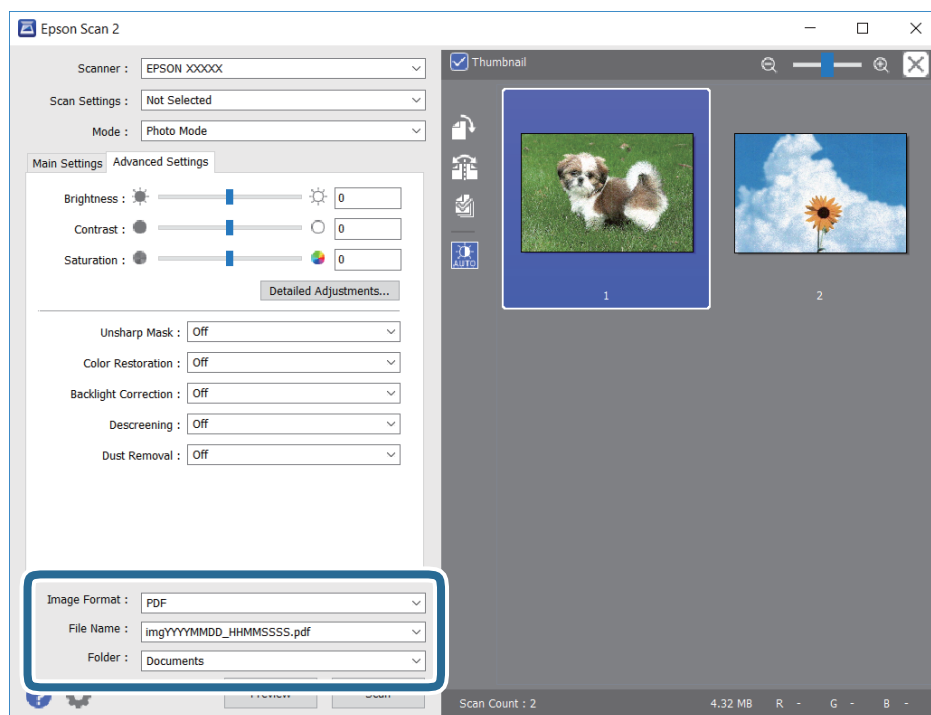 Epson Scan 2
Scanner : EPSON XXXXX
Scan Settings : Not Selected
Mode : Photo Mode
Main Settings Advanced Settings
Brightness : 0
Contrast : 0
Saturation : 0
Detailed Adjustments...
Unsharp Mask : Off
Color Restoration : Off
Backlight Correction : Off
Descreening : Off
Dust Removal : Off
Image Format : PDF
File Name : imgYYYYMMDD_HHMMSSSS.pdf
Folder : Documents
? Preview Scan
Thumbnail
AUTO
1 2
Scan Count : 2 4.32 MB R - G - B -